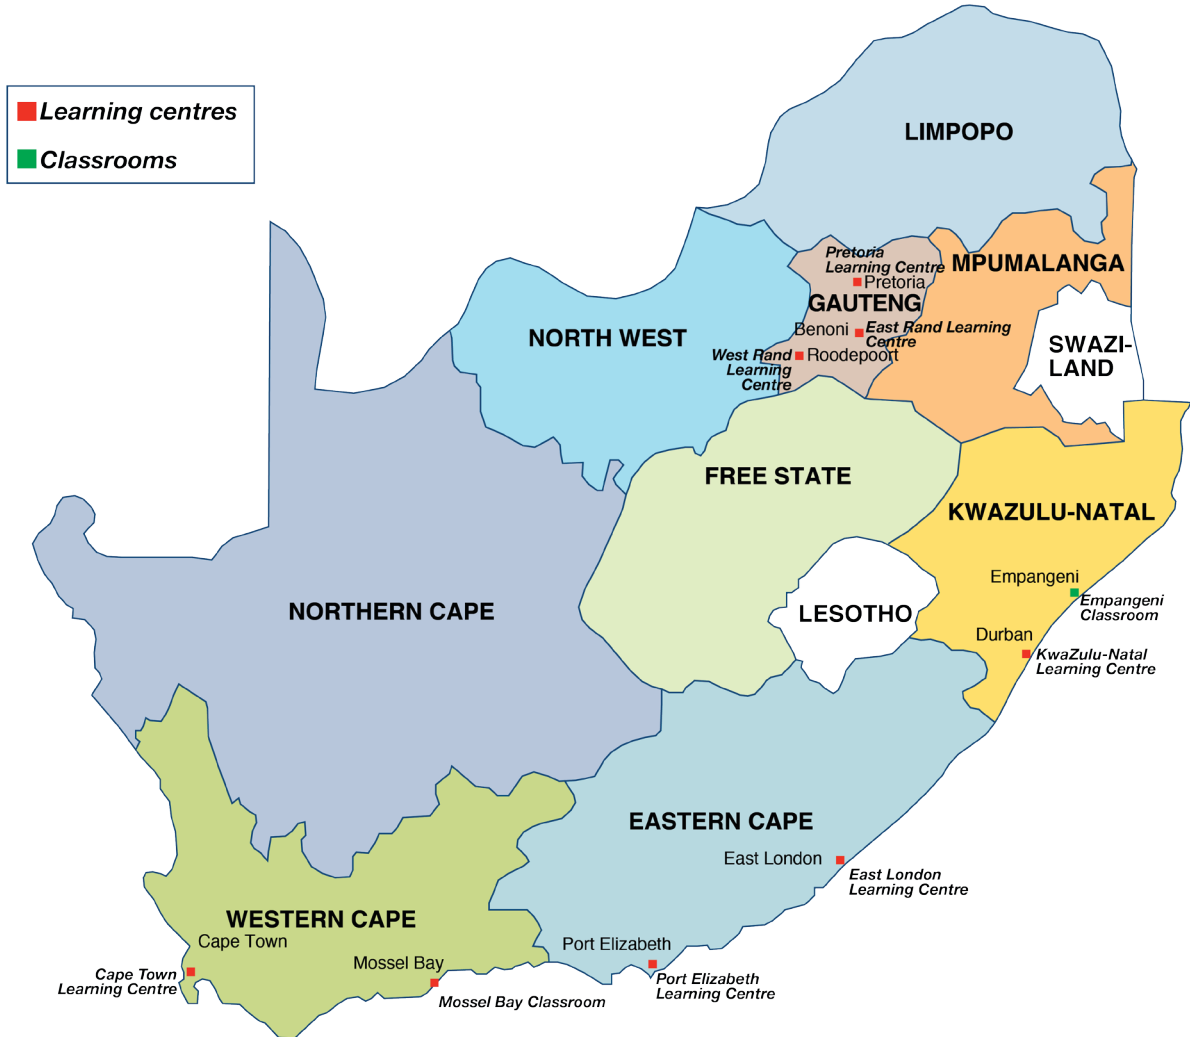 Learning centres
Classrooms
LIMPOPO
Pretoria
Learning Centre
Pretoria
MPUMALANGA
GAUTENG
Benoni
East Rand Learning
Centre
NORTH WEST
West Rand
Learning
Centre
Roodepoort
SWAZI-
LAND
FREE STATE
KWAZULU-NATAL
Empangeni
Empangeni
Classroom
NORTHERN CAPE
LESOTHO
Durban
KwaZulu-Natal
Learning Centre
EASTERN CAPE
East London
East London
Learning Centre
WESTERN CAPE
Cape Town
Cape Town
Learning Centre
Mossel Bay
Mossel Bay Classroom
Port Elizabeth
Port Elizabeth
Learning Centre